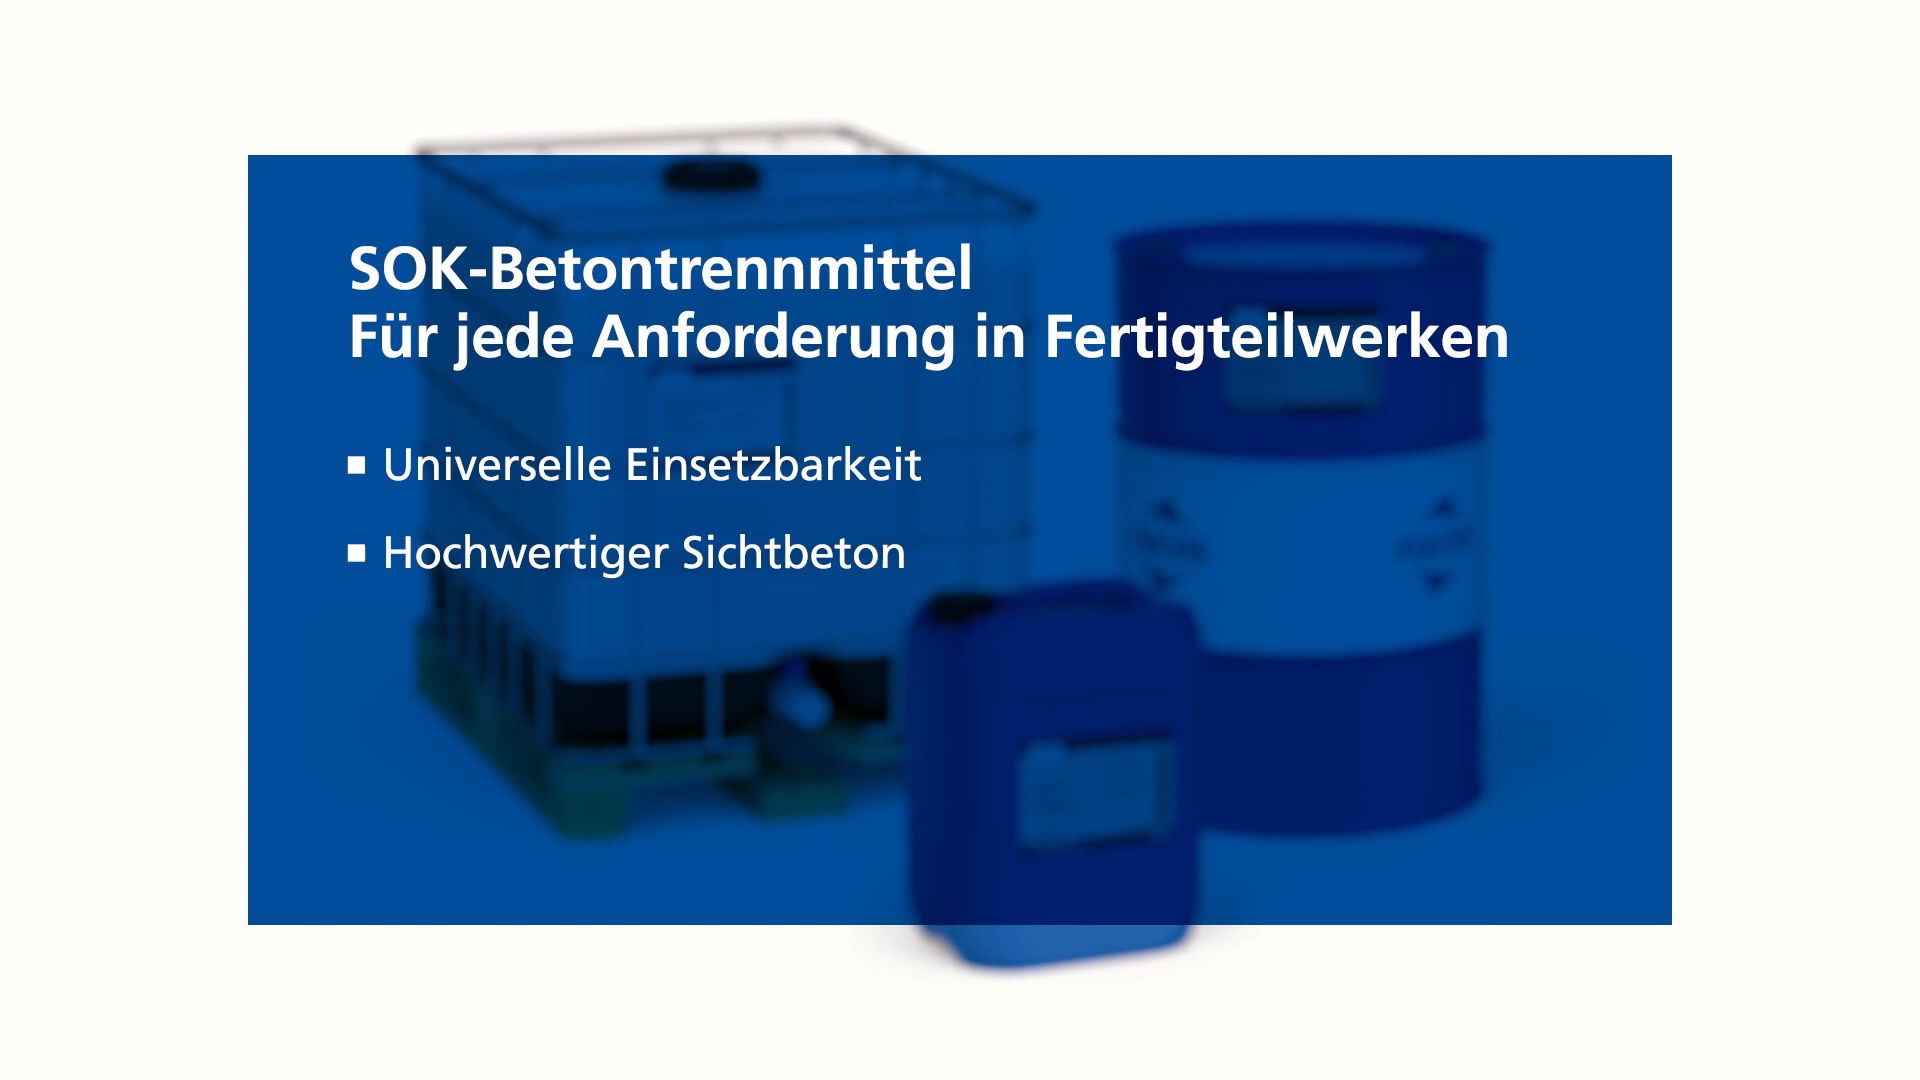 SOK-Betontrennmittel
Für jede Anforderung in Fertigteilwerken
Universelle Einsetzbarkeit
Hochwertiger Sichtbeton